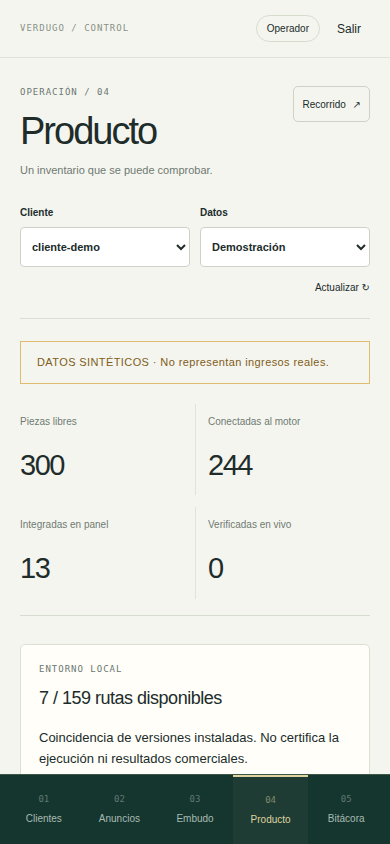 VERDUGO / CONTROL
Operador
Salir
OPERACIÓN / 04
Recorrido ↗
Producto
Un inventario que se puede comprobar.
Cliente
Datos
cliente-demo
Demostración
Actualizar ↻
DATOS SINTÉTICOS · No representan ingresos reales.
Piezas libres
Conectadas al motor
300
244
Integradas en panel
Verificadas en vivo
13
0
ENTORNO LOCAL
7 / 159 rutas disponibles
Coincidencia de versiones instaladas. No certifica la
ejecución ni resultados comerciales.
01
02
03
04
05
Clientes
Anuncios
Embudo
Producto
Bitácora